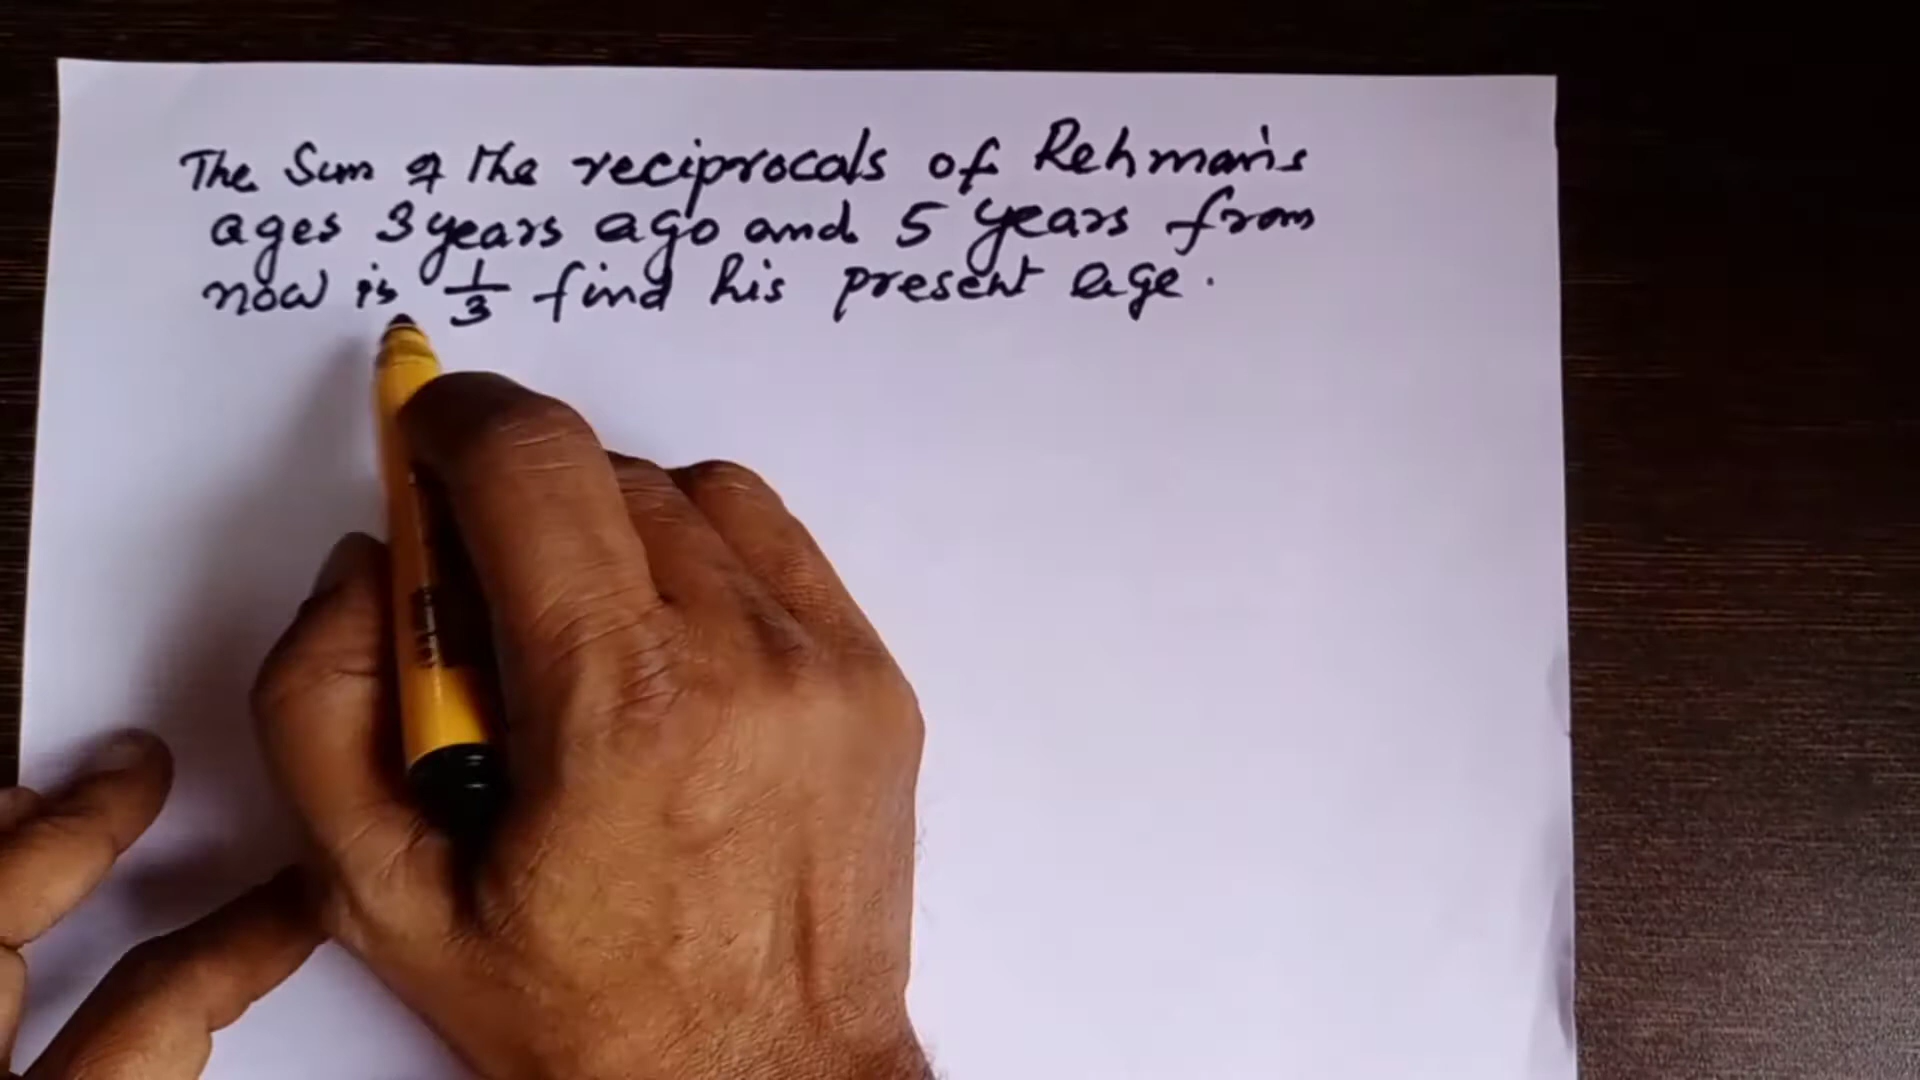 The Sum of the reciprocals of Rehman's
ages 3 years ago and 5 years from
now is 1/3 find his present age.